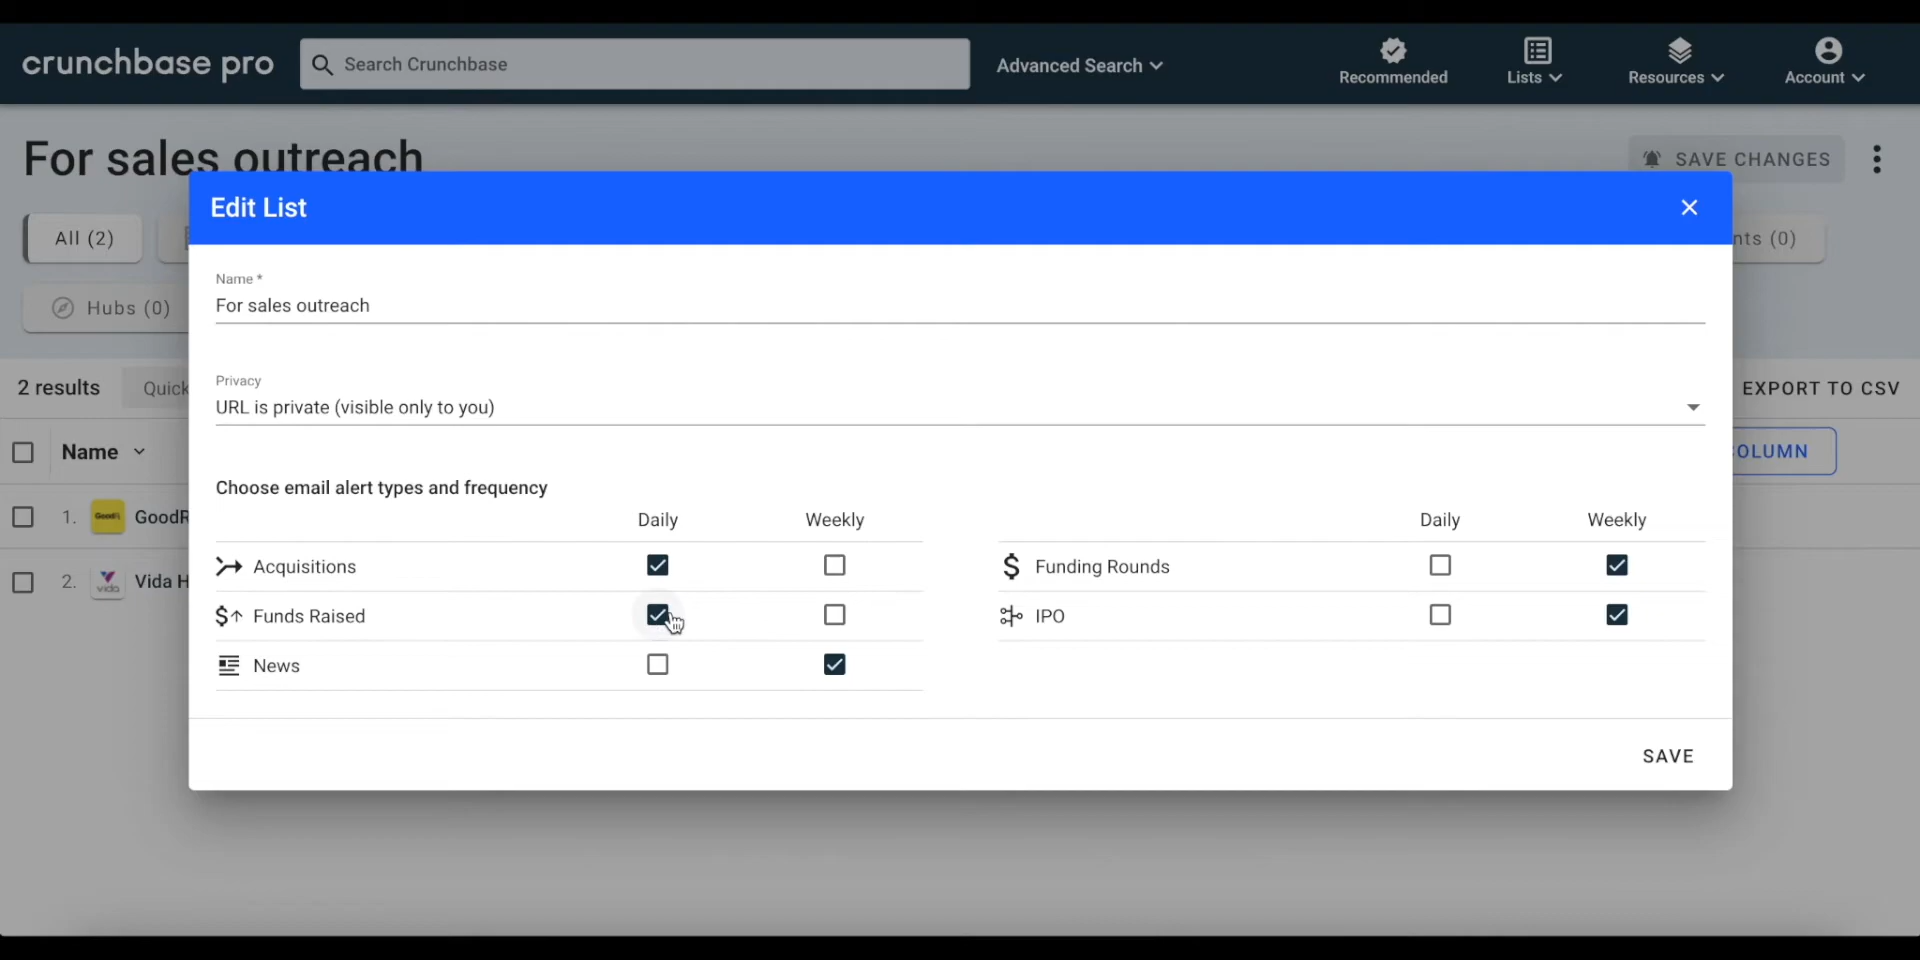 crunchbase pro
Search Crunchbase
Advanced Search
Recommended
Lists
Resources
Account
For sales outreach
SAVE CHANGES
Edit List
All (2)
nts (0)
Hubs (0)
Name *
For sales outreach
Privacy
URL is private (visible only to you)
2 results
Quick
EXPORT TO CSV
Name
OLUMN
Choose email alert types and frequency
Daily Weekly
Daily Weekly
1. GoodR
Acquisitions
Funding Rounds
2. vida Vida H
Funds Raised
IPO
News
SAVE